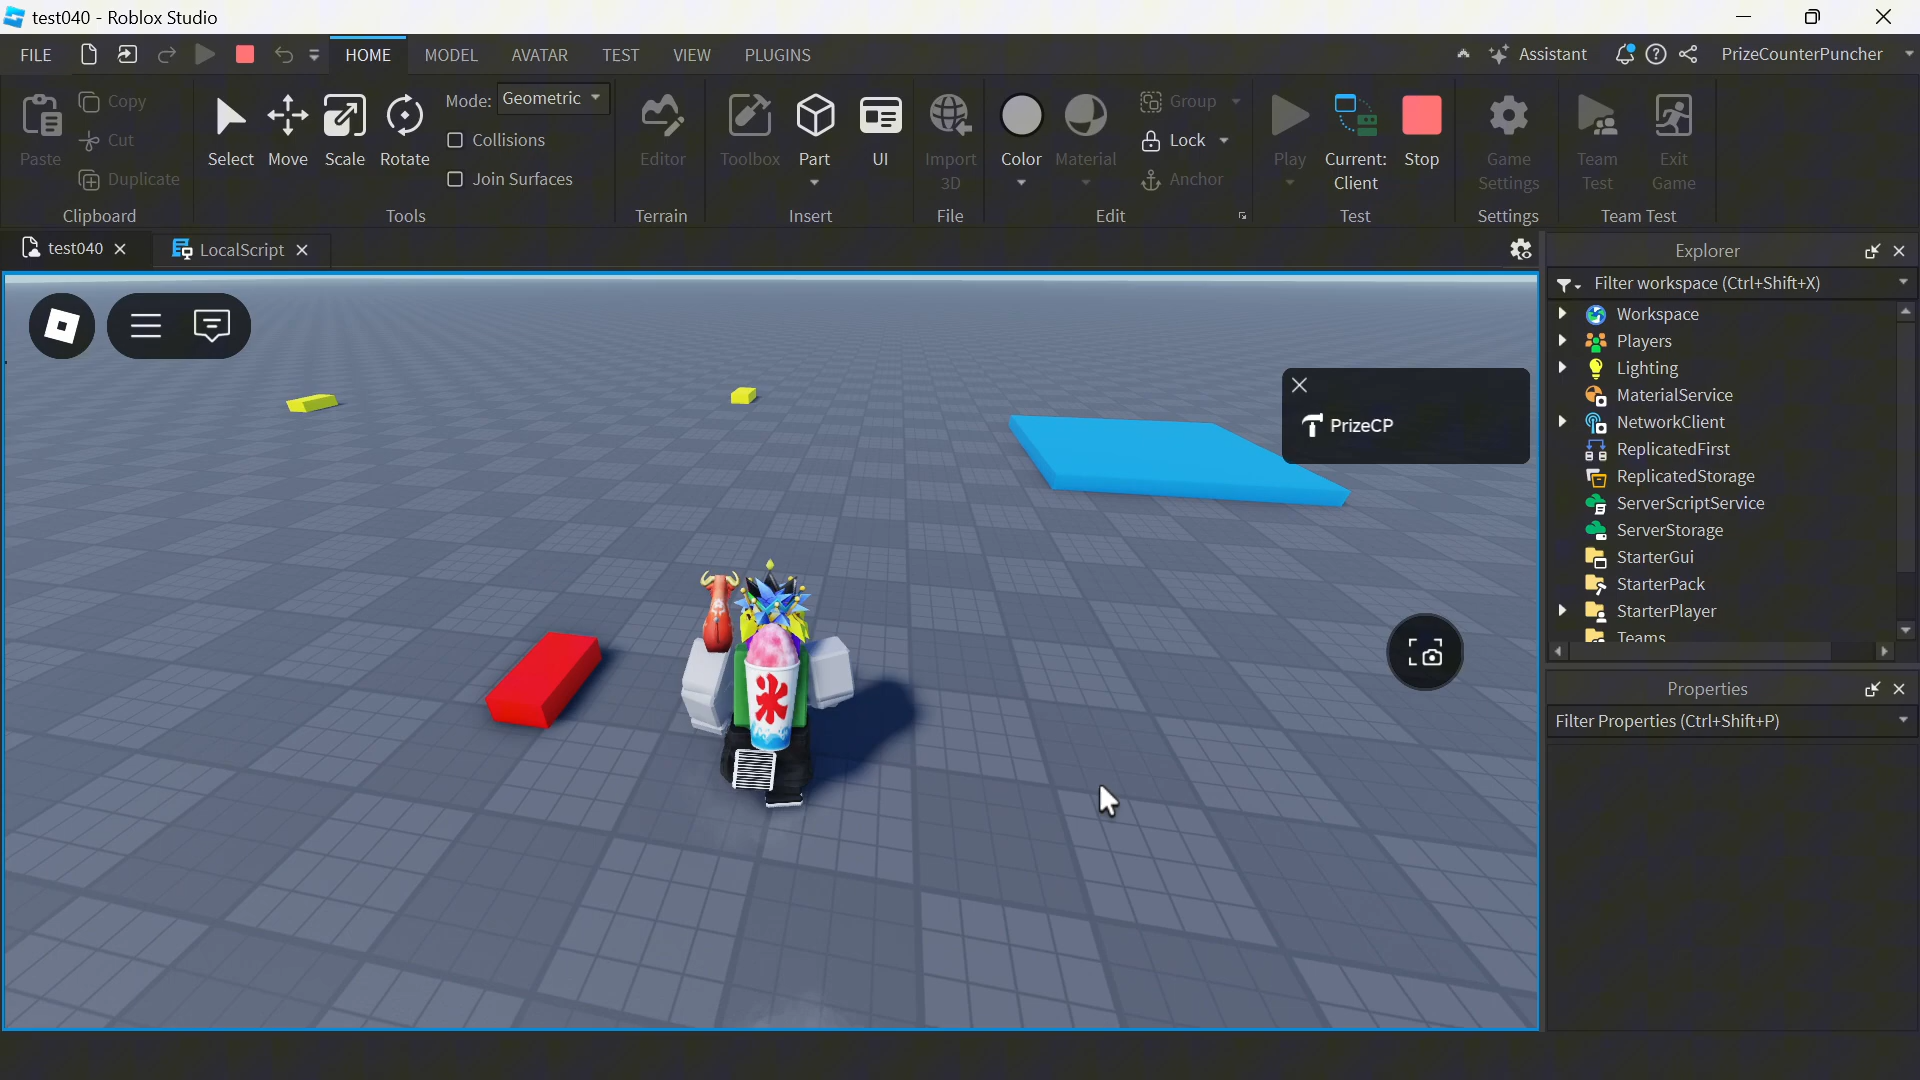 test040 - Roblox Studio
FILE HOME MODEL AVATAR TEST VIEW PLUGINS Assistant PrizeCounterPuncher
Paste Copy Cut Duplicate
Clipboard
Select Move Scale Rotate
Mode: Geometric
Collisions
Join Surfaces
Tools
Editor
Terrain
Toolbox Part UI
Insert
Import
3D
File
Color Material
Group
Lock
Anchor
Edit
Play
Current:
Client
Stop
Test
Game
Settings
Settings
Team
Test
Exit
Game
Team Test
test040 LocalScript
PrizeCP
氷
Explorer
Filter workspace (Ctrl+Shift+X)
Workspace
Players
Lighting
MaterialService
NetworkClient
ReplicatedFirst
ReplicatedStorage
ServerScriptService
ServerStorage
StarterGui
StarterPack
StarterPlayer
Teams
Properties
Filter Properties (Ctrl+Shift+P)